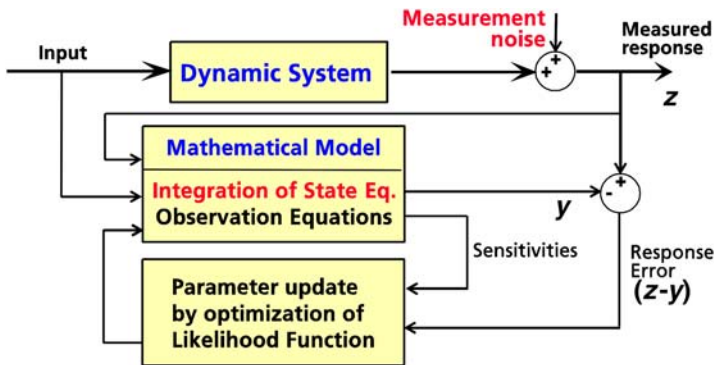 Measurement
noise
Measured
response
Input
Dynamic System
+
+
z
Mathematical Model
Integration of State Eq.
Observation Equations
y
-
+
Sensitivities
Response
Error
(z-y)
Parameter update
by optimization of
Likelihood Function